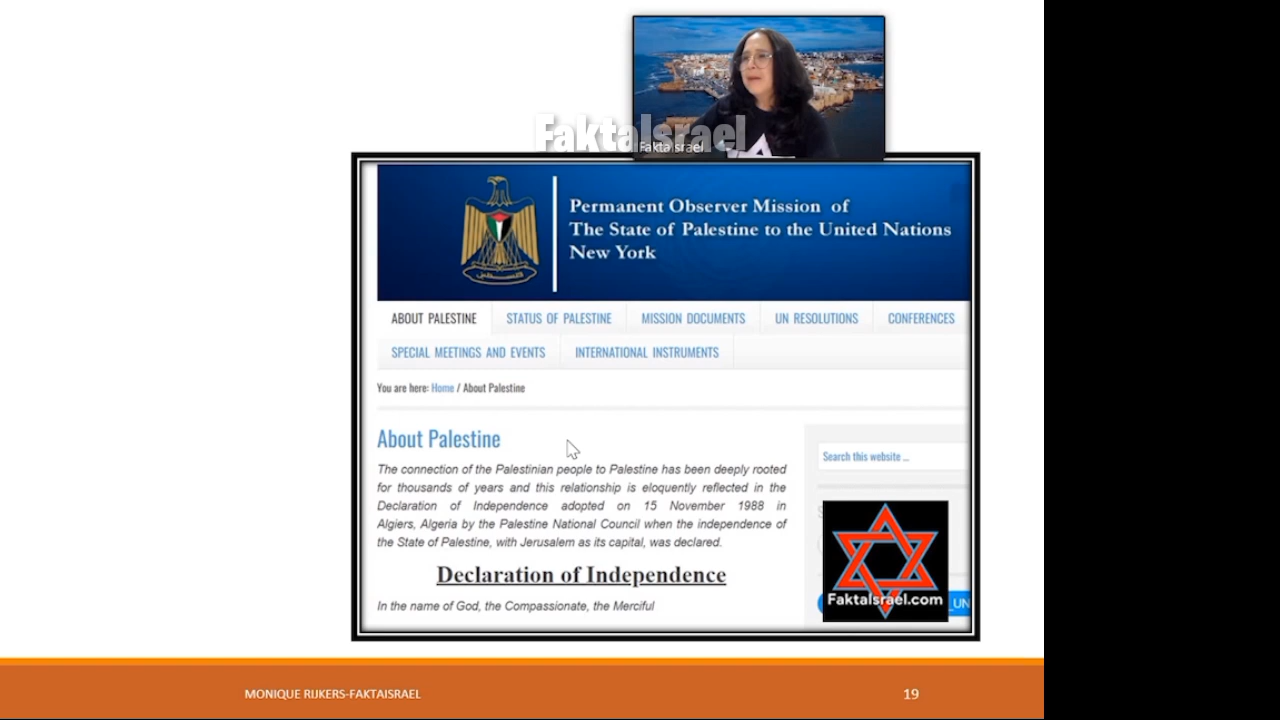 FaktaIsrael
FaktaIsrael
Permanent Observer Mission of
The State of Palestine to the United Nations
New York
ABOUT PALESTINE
STATUS OF PALESTINE
MISSION DOCUMENTS
UN RESOLUTIONS
CONFERENCES
SPECIAL MEETINGS AND EVENTS
INTERNATIONAL INSTRUMENTS
You are here: Home / About Palestine
About Palestine
The connection of the Palestinian people to Palestine has been deeply rooted
for thousands of years and this relationship is eloquently reflected in the
Declaration of Independence adopted on 15 November 1988 in
Algiers, Algeria by the Palestine National Council when the independence of
the State of Palestine, with Jerusalem as its capital, was declared.
Declaration of Independence
In the name of God, the Compassionate, the Merciful
Search this website ...
FaktaIsrael.com
_UN
MONIQUE RIJKERS-FAKTAISRAEL
19